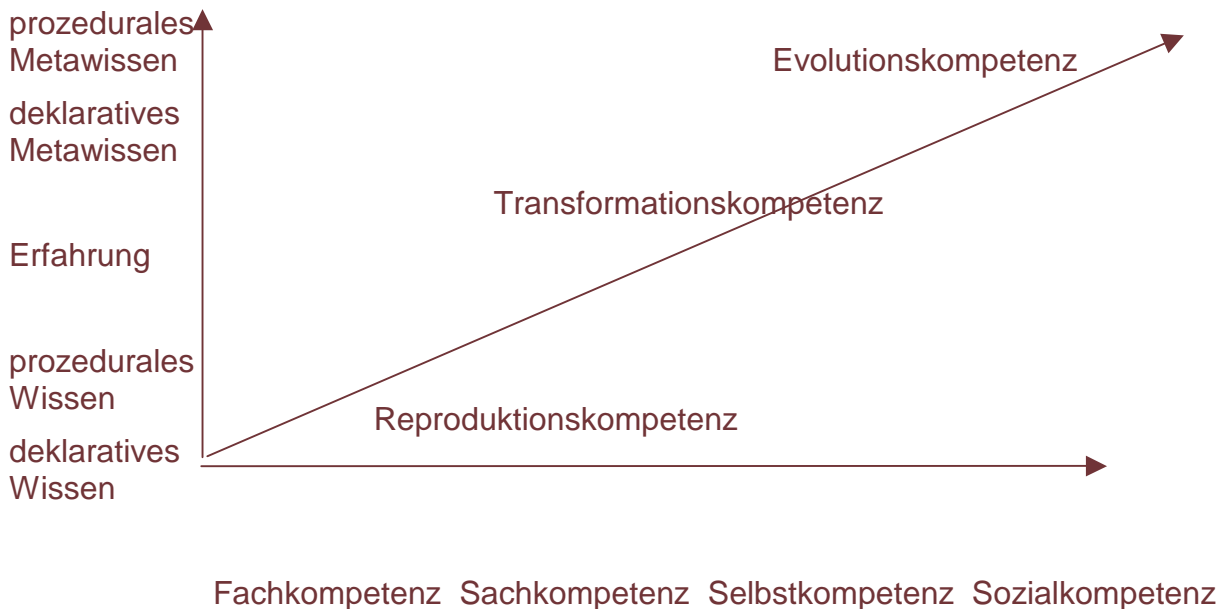 prozedurales
Metawissen
Evolutionskompetenz
deklaratives
Metawissen
Transformationskompetenz
Erfahrung
prozedurales
Wissen
Reproduktionskompetenz
deklaratives
Wissen
Fachkompetenz Sachkompetenz Selbstkompetenz Sozialkompetenz